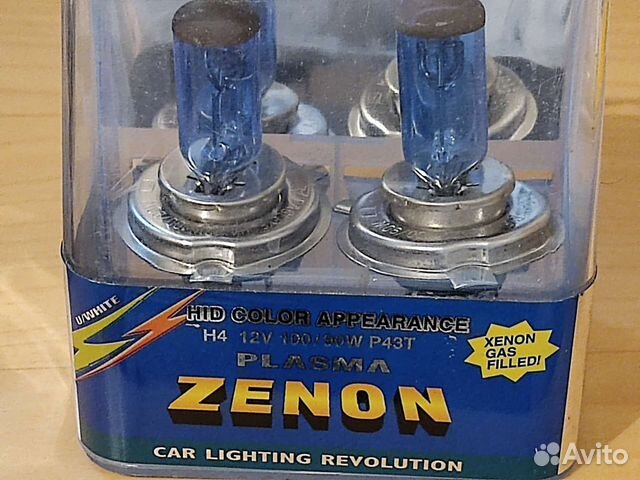 U/WHITE
HID COLOR APPEARANCE
H4 12V 100/90W P43T
PLASMA
ZENON
CAR LIGHTING REVOLUTION
XENON
GAS
FILLED!
Avito